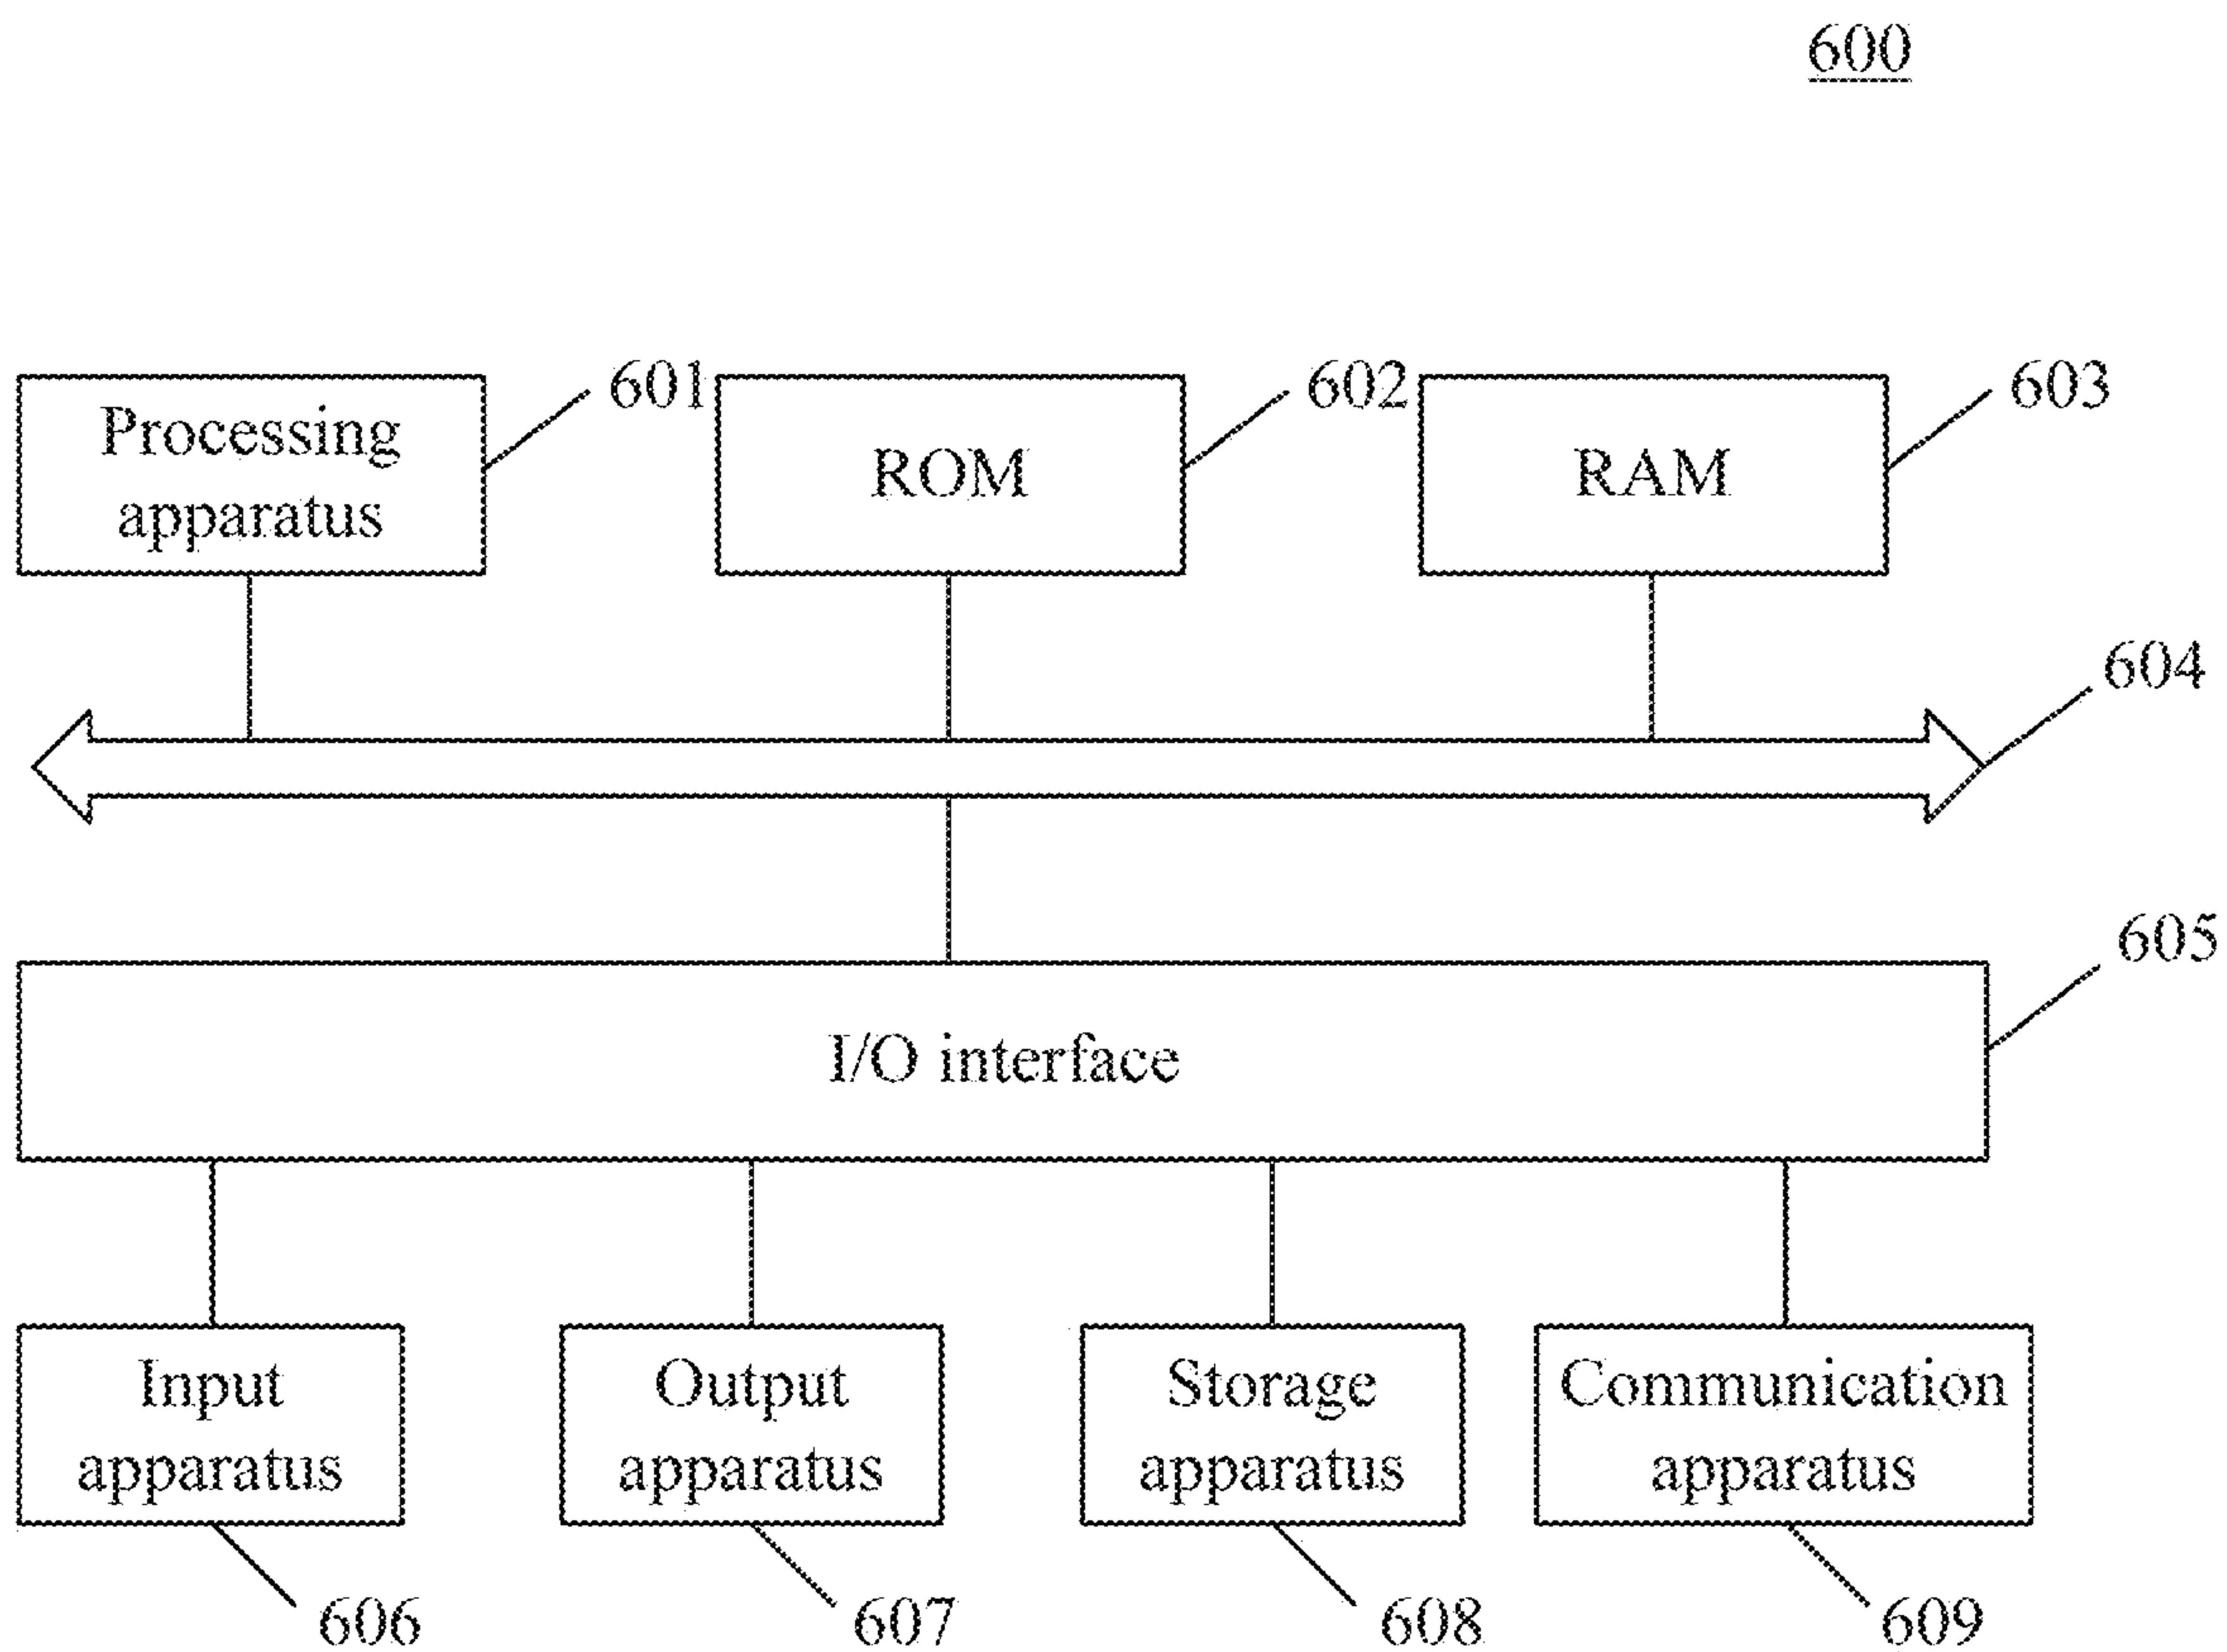 600
601
602
603
Processing
apparatus
ROM
RAM
604
605
I/O interface
Input
apparatus
Output
apparatus
Storage
apparatus
Communication
apparatus
606
607
608
609